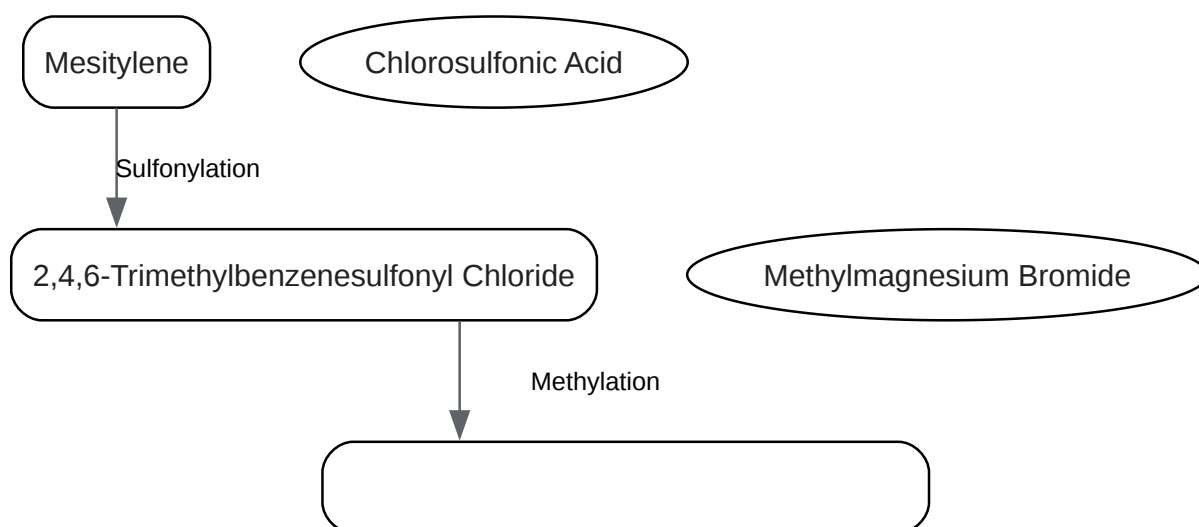 Mesitylene
Chlorosulfonic Acid
Sulfonylation
2,4,6-Trimethylbenzenesulfonyl Chloride
Methylmagnesium Bromide
Methylation